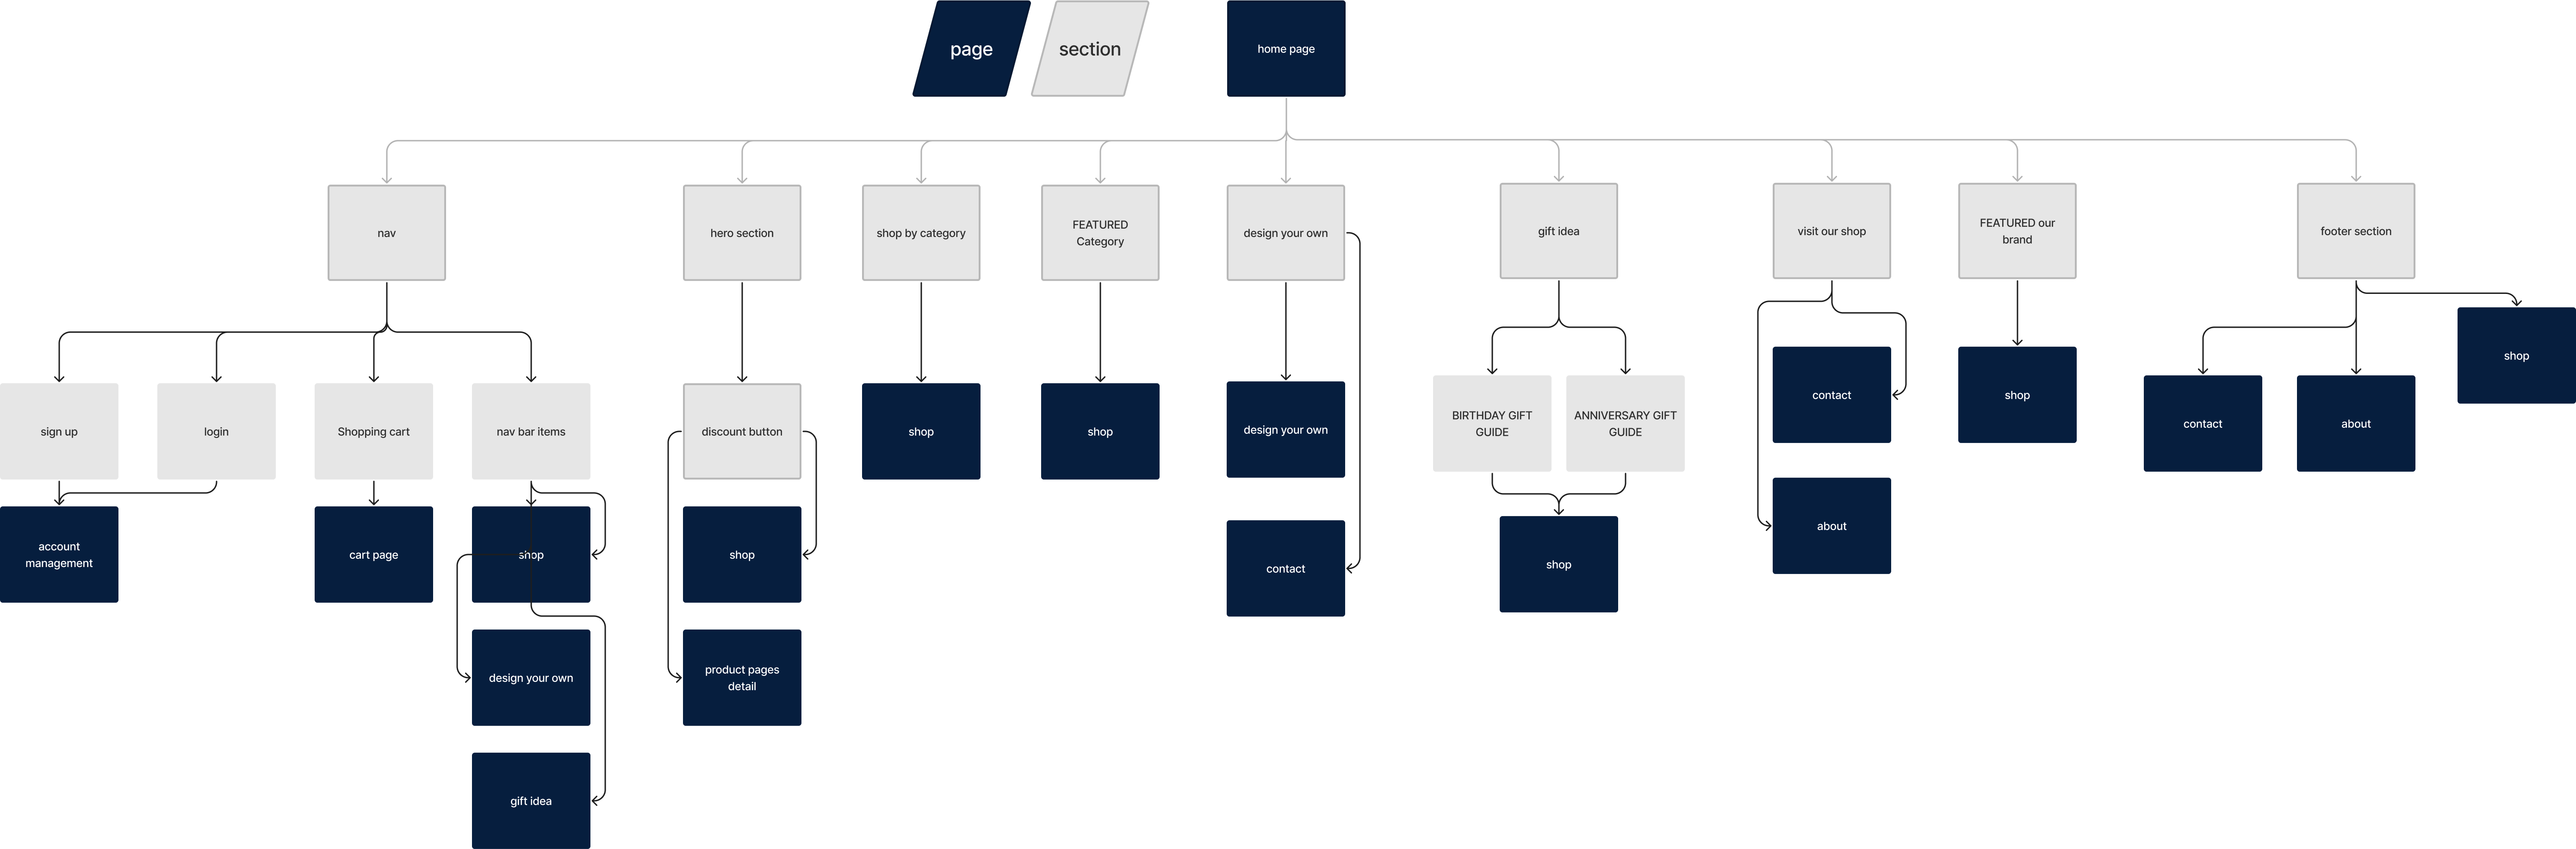 page
section
home page
nav
hero section
shop by category
FEATURED
Category
design your own
gift idea
visit our shop
FEATURED our
brand
footer section
sign up
login
Shopping cart
nav bar items
discount button
shop
shop
design your own
BIRTHDAY GIFT
GUIDE
ANNIVERSARY GIFT
GUIDE
contact
shop
contact
about
shop
account
management
cart page
shop
shop
contact
shop
about
design your own
product pages
detail
gift idea